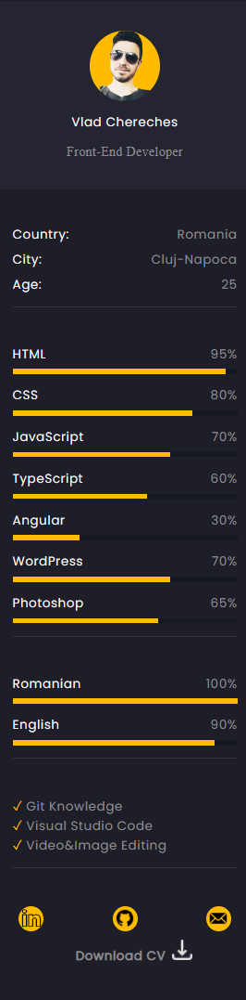 Vlad Chereches
Front-End Developer
Country: Romania
City: Cluj-Napoca
Age: 25
HTML 95%
CSS 80%
JavaScript 70%
TypeScript 60%
Angular 30%
WordPress 70%
Photoshop 65%
Romanian 100%
English 90%
✓ Git Knowledge
✓ Visual Studio Code
✓ Video&Image Editing
in
Download CV